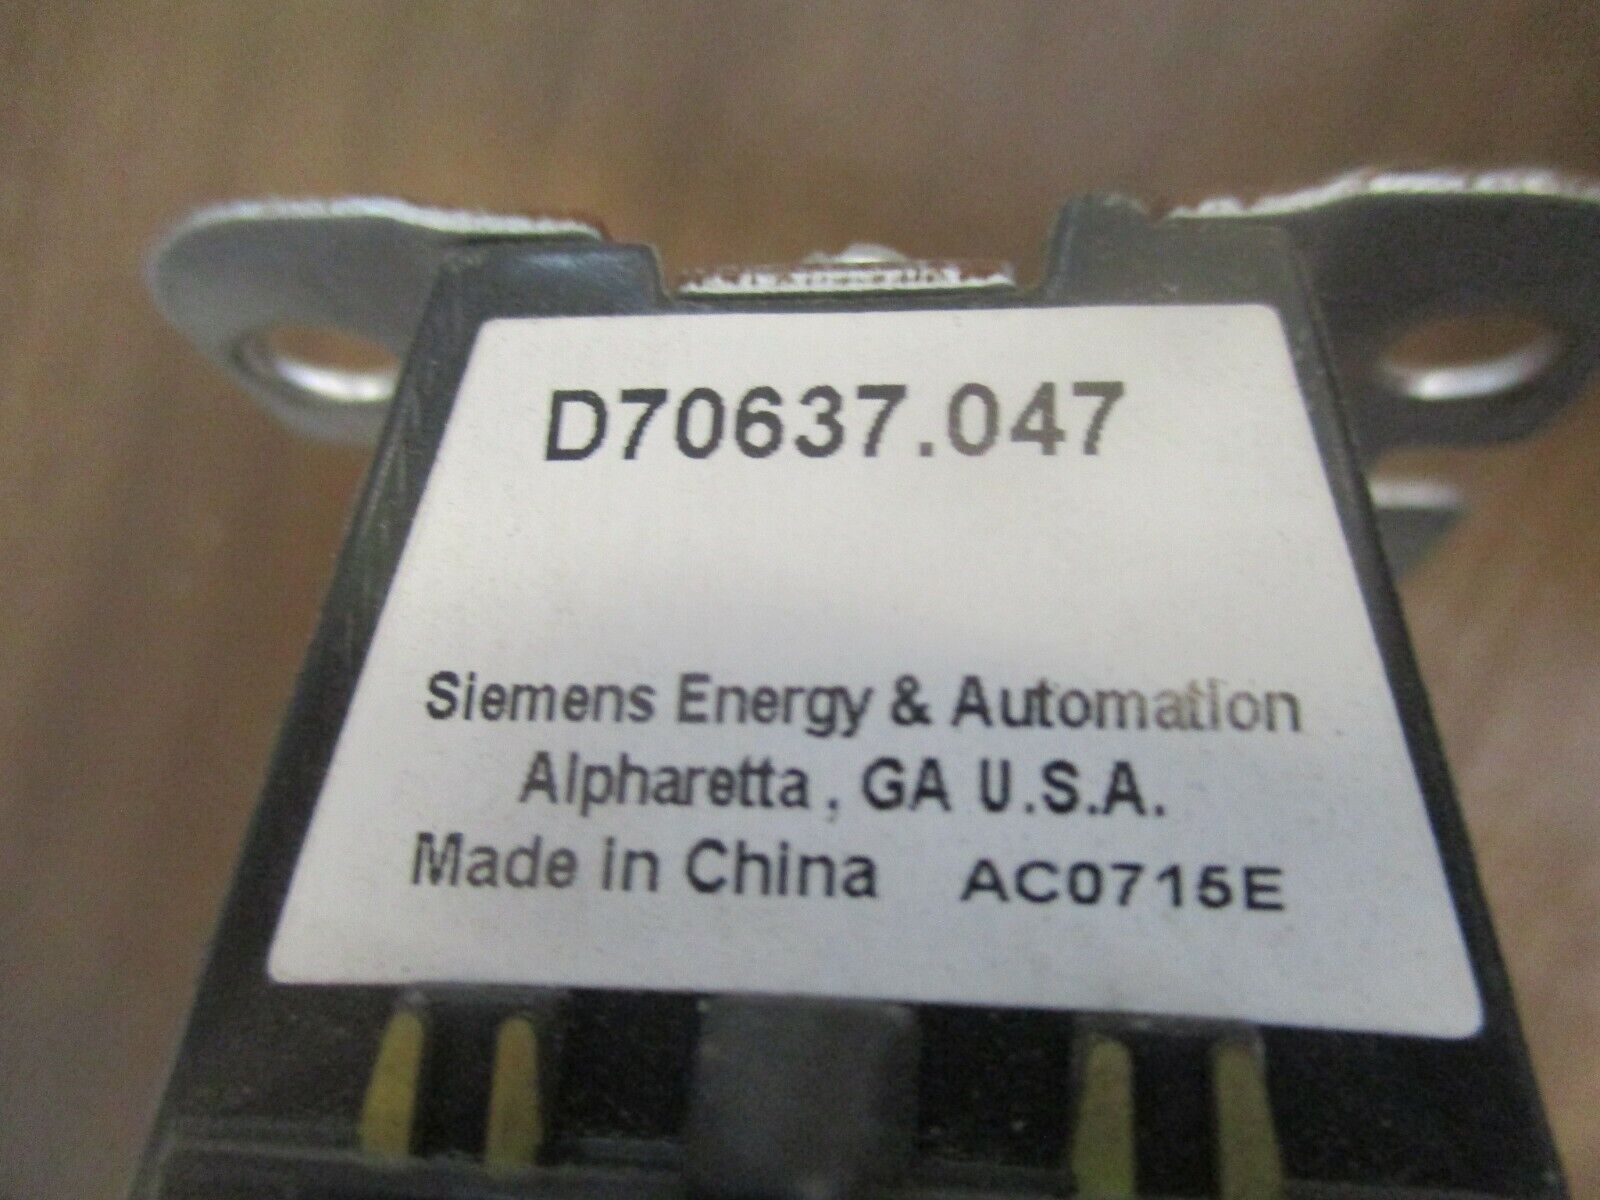 D70637.047
Siemens Energy & Automation
Alpharetta, GA U.S.A.
Made in China AC0715E